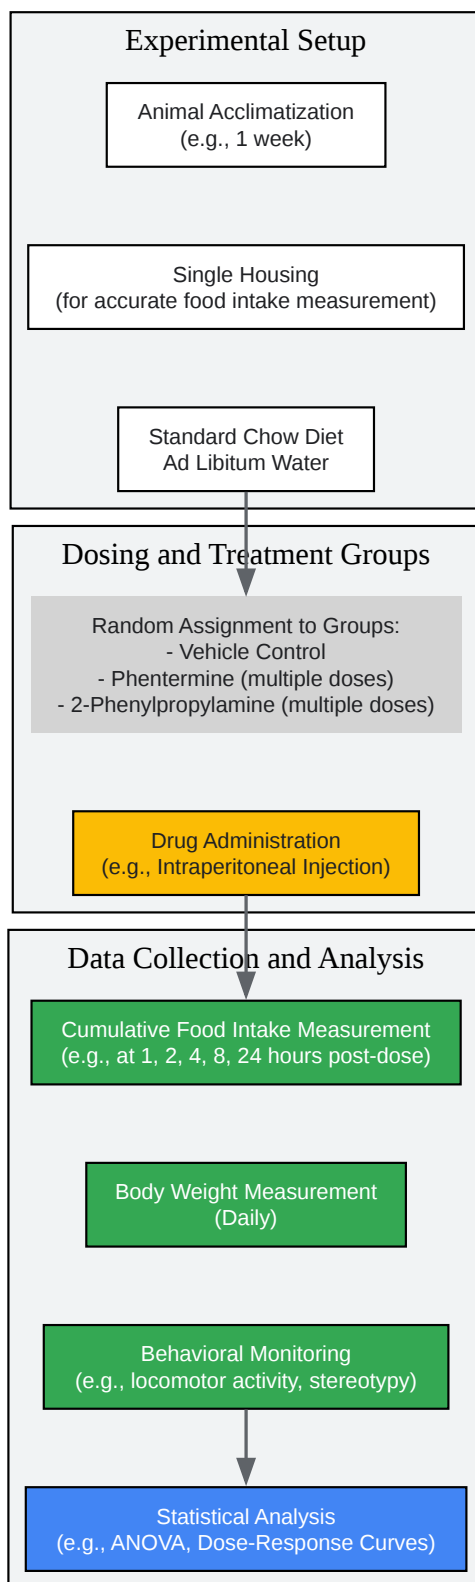 Experimental Setup
Animal Acclimatization
(e.g., 1 week)
Single Housing
(for accurate food intake measurement)
Standard Chow Diet
Ad Libitum Water
Dosing and Treatment Groups
Random Assignment to Groups:
- Vehicle Control
- Phentermine (multiple doses)
- 2-Phenylpropylamine (multiple doses)
Drug Administration
(e.g., Intraperitoneal Injection)
Data Collection and Analysis
Cumulative Food Intake Measurement
(e.g., at 1, 2, 4, 8, 24 hours post-dose)
Body Weight Measurement
(Daily)
Behavioral Monitoring
(e.g., locomotor activity, stereotypy)
Statistical Analysis
(e.g., ANOVA, Dose-Response Curves)